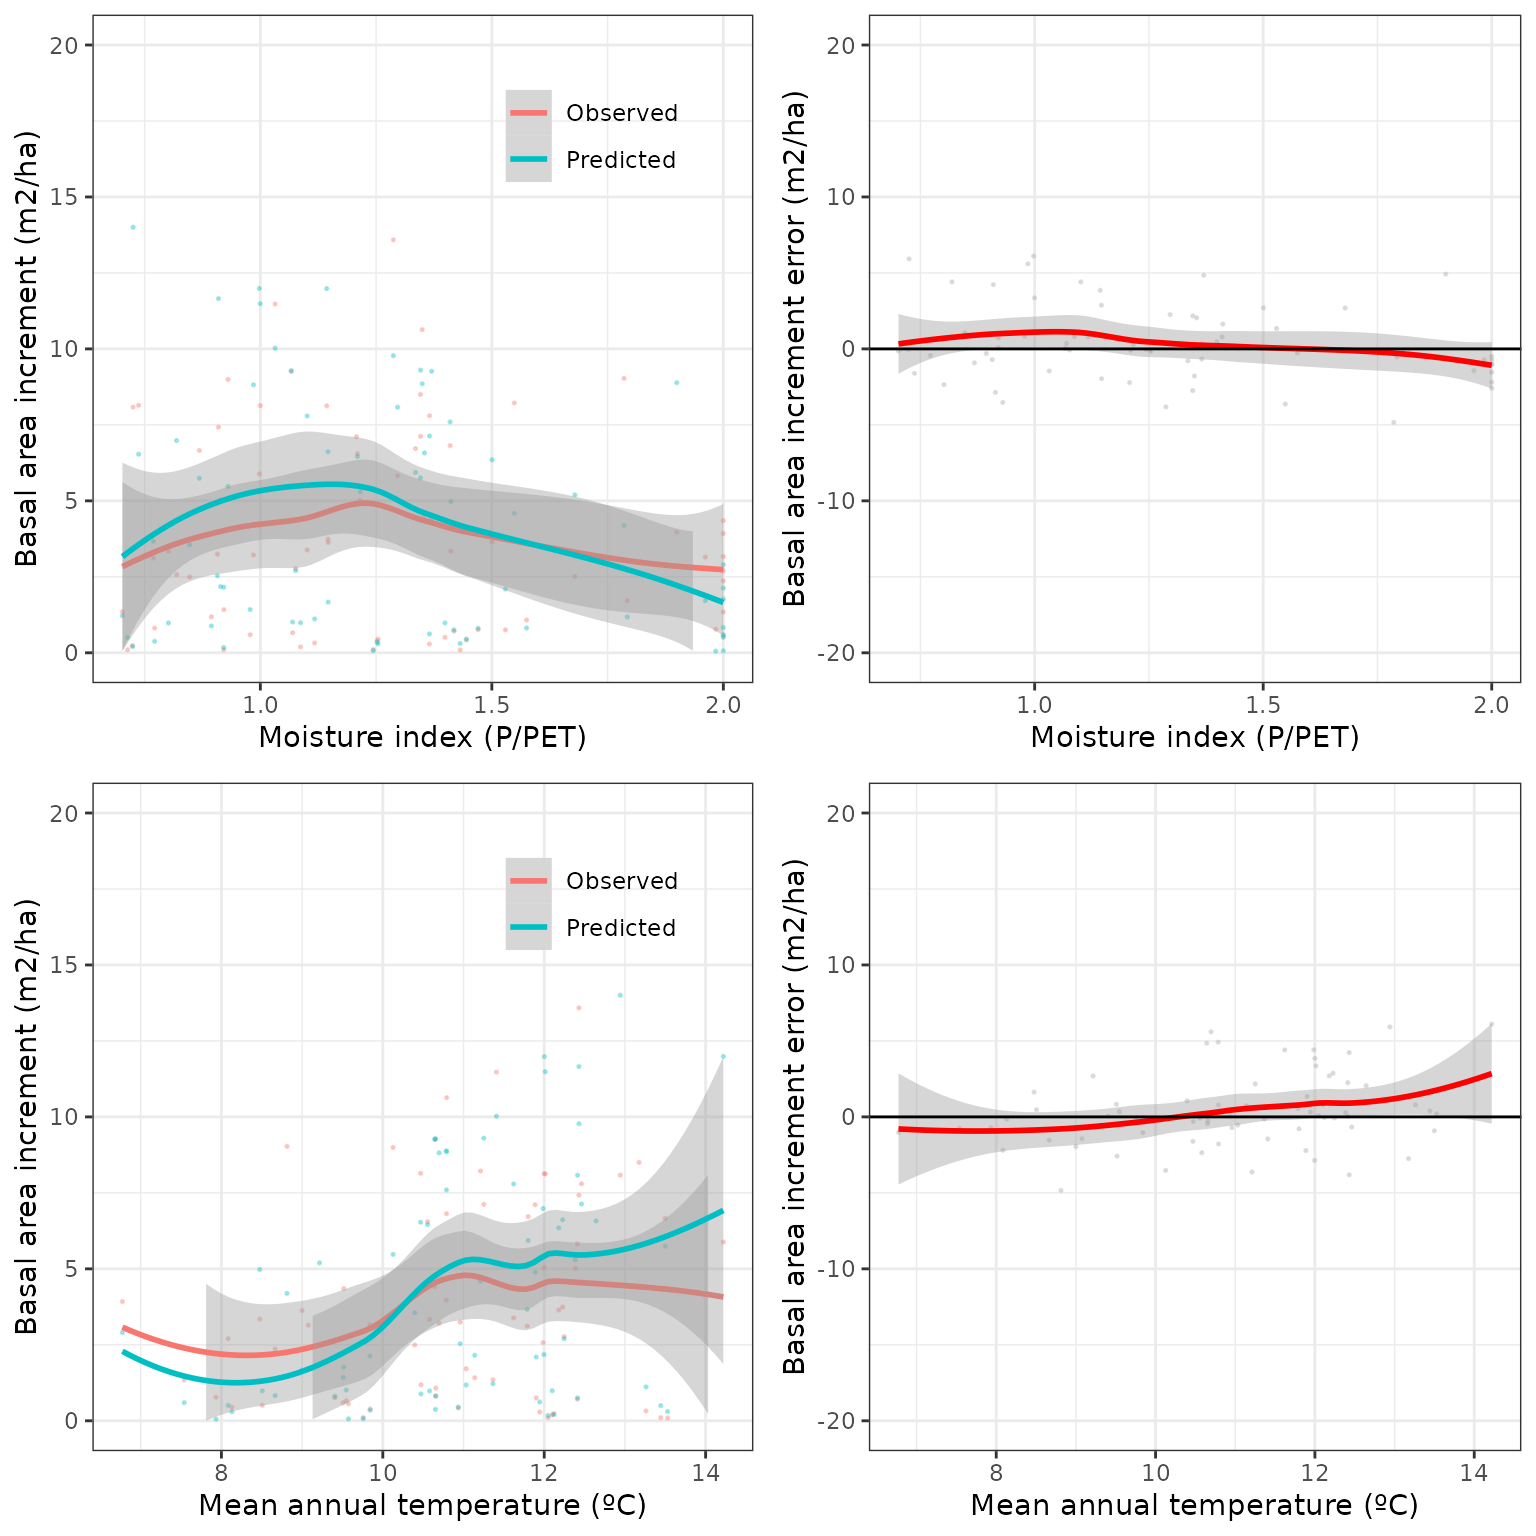 Basal area increment (m2/ha)
20
15
10
5
0
Observed
Predicted
1.0
1.5
2.0
Moisture index (P/PET)
Basal area increment error (m2/ha)
20
10
0
-10
-20
1.0
1.5
2.0
Moisture index (P/PET)
Basal area increment (m2/ha)
20
15
10
5
0
Observed
Predicted
8
10
12
14
Mean annual temperature (ºC)
Basal area increment error (m2/ha)
20
10
0
-10
-20
8
10
12
14
Mean annual temperature (ºC)